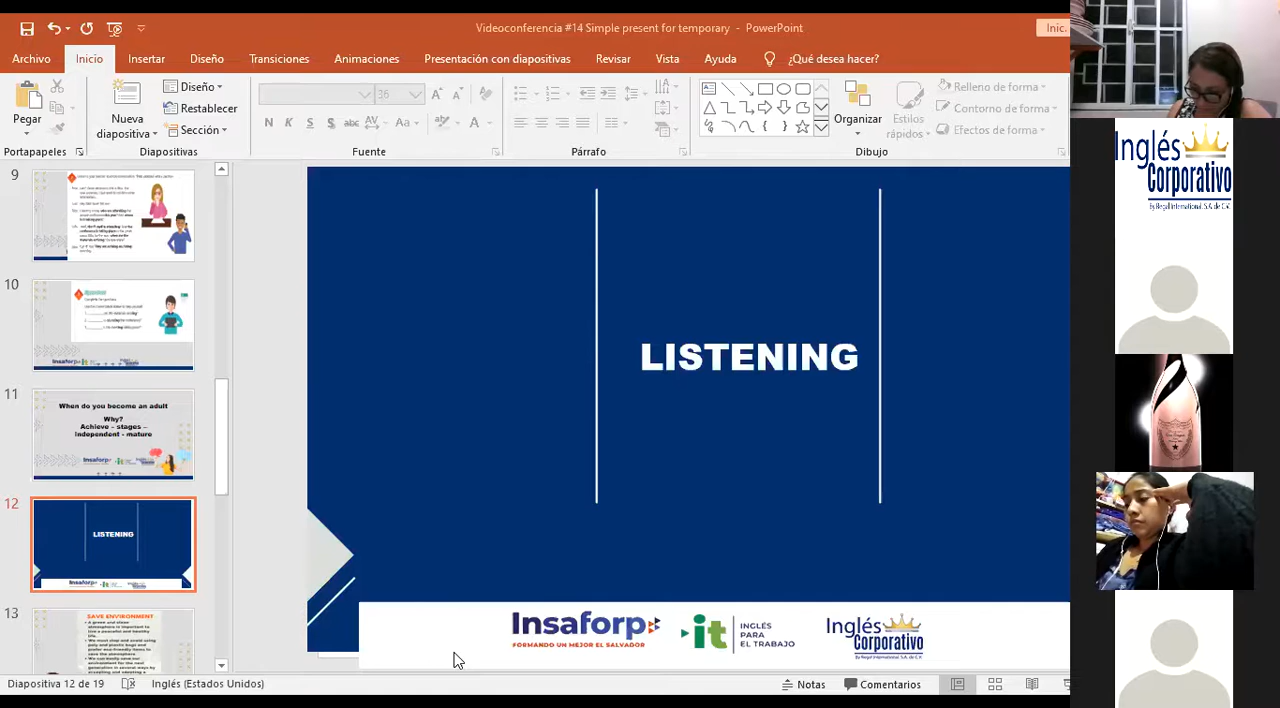 Videoconferencia #14 Simple present for temporary - PowerPoint
Inic.
Archivo Inicio Insertar Diseño Transiciones Animaciones Presentación con diapositivas Revisar Vista Ayuda ¿Qué desea hacer?
Pegar
Nueva diapositiva
Diseño
Restablecer
Sección
36
N K S S abc AV Aa A
Organizar
Estilos rápidos
Relleno de forma
Contorno de forma
Efectos de forma
Portapapeles Diapositivas Fuente Párrafo Dibujo
9
10
11
When do you become an adult
Why?
Achieve - stages –
Independent - mature
12
LISTENING
13
SAVE ENVIRONMENT
LISTENING
Insaforp
FORMANDO UN MEJOR EL SALVADOR
it INGLÉS PARA EL TRABAJO
Inglés Corporativo
By Regal International, S.A. de C.V.
Diapositiva 12 de 19 Inglés (Estados Unidos) Notas Comentarios
Inglés
Corporativo
By Regal International, S.A. de C.V.